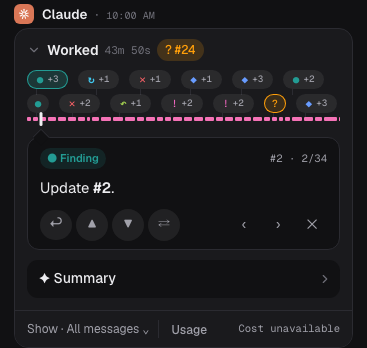 Claude · 10:00 AM
Worked 43m 50s ? #24
+3 +1 +1 +1 +3 +2
+2 +1 ! +2 ! +2 ? +3
Finding #2 · 2/34
Update #2.
Summary
Show · All messages Usage Cost unavailable